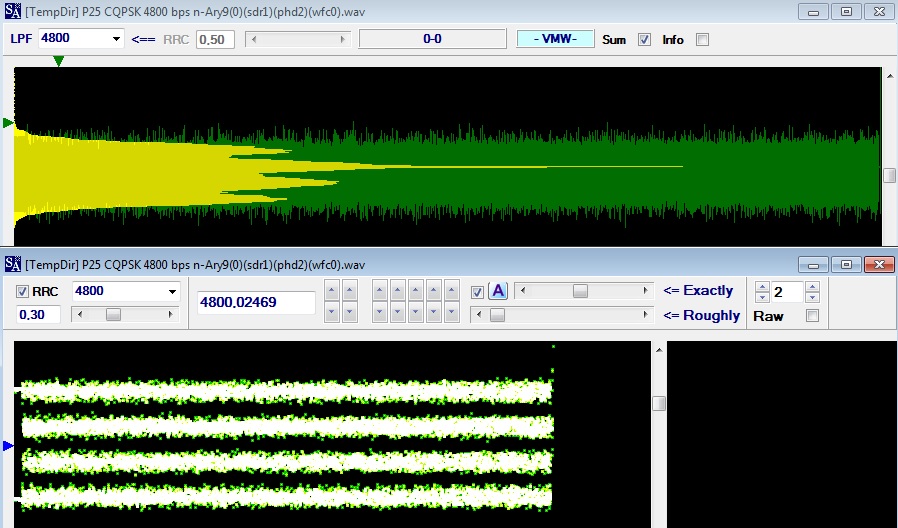 SA [TempDir] P25 CQPSK 4800 bps n-Ary9(0)(sdr1)(phd2)(wfc0).wav
LPF 4800 <== RRC 0,50 0-0 - VMW- Sum Info
SA [TempDir] P25 CQPSK 4800 bps n-Ary9(0)(sdr1)(phd2)(wfc0).wav
RRC 4800 4800,02469 A <= Exactly 2
0,30 <= Roughly Raw